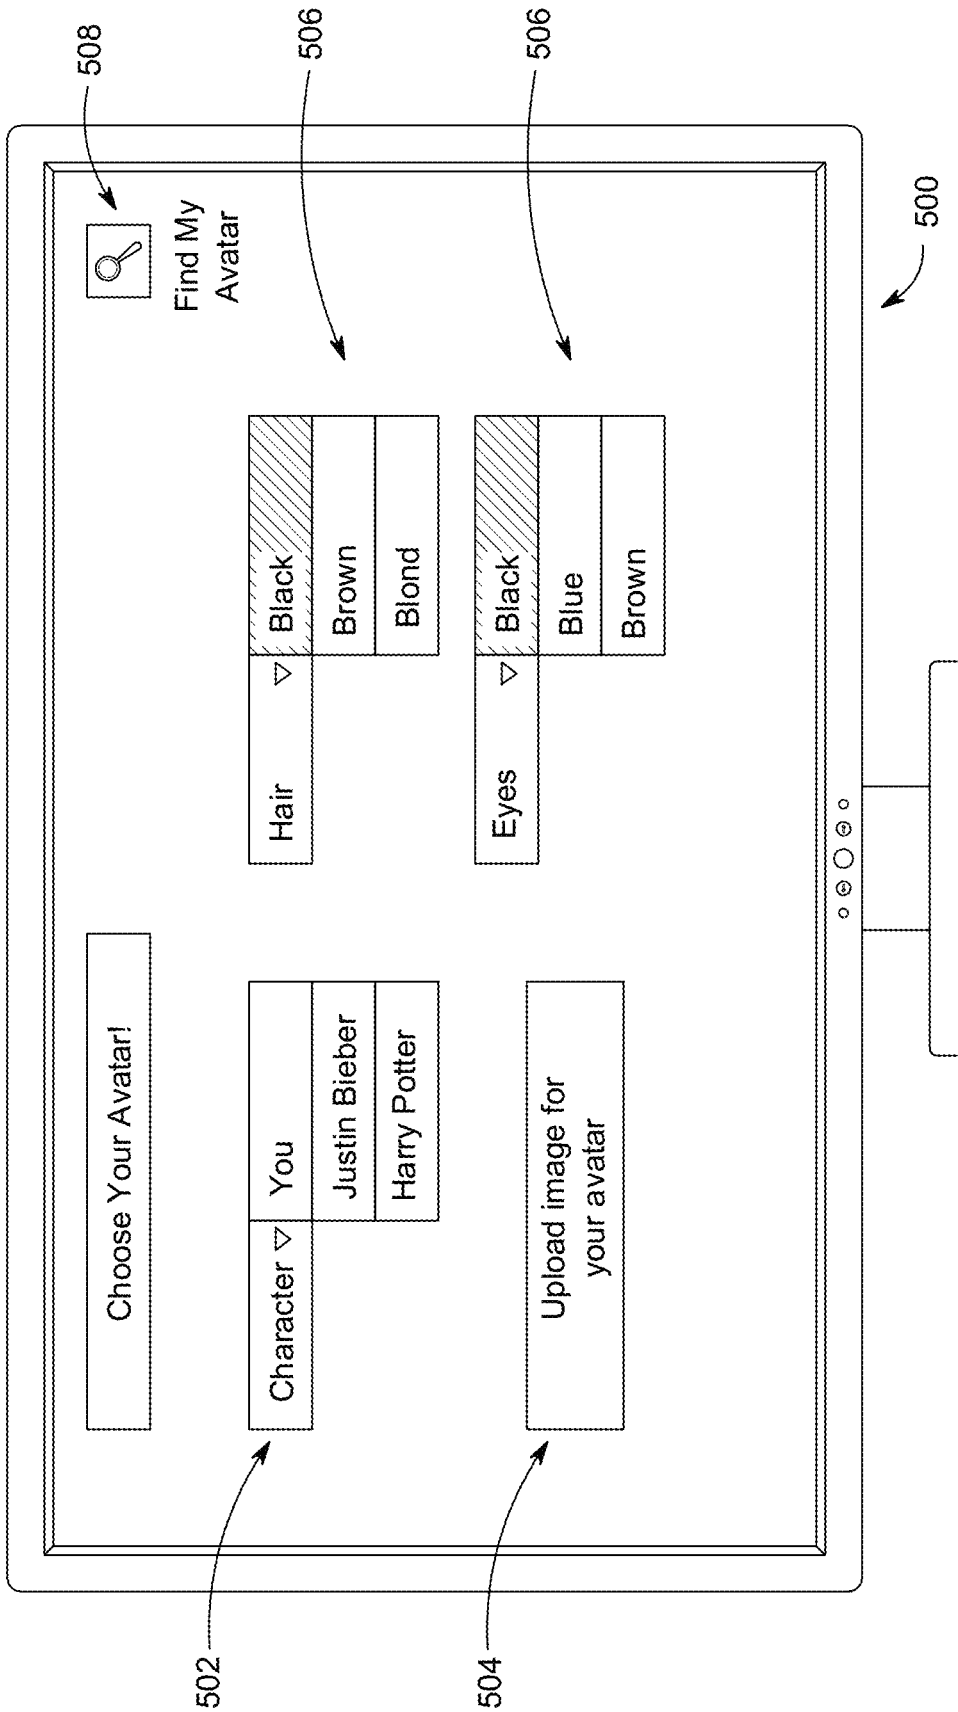 508
506
506
500
502
504
Choose Your Avatar!
Find My
Avatar
Character
You
Justin Bieber
Harry Potter
Hair
Black
Brown
Blond
Upload image for
your avatar
Eyes
Black
Blue
Brown